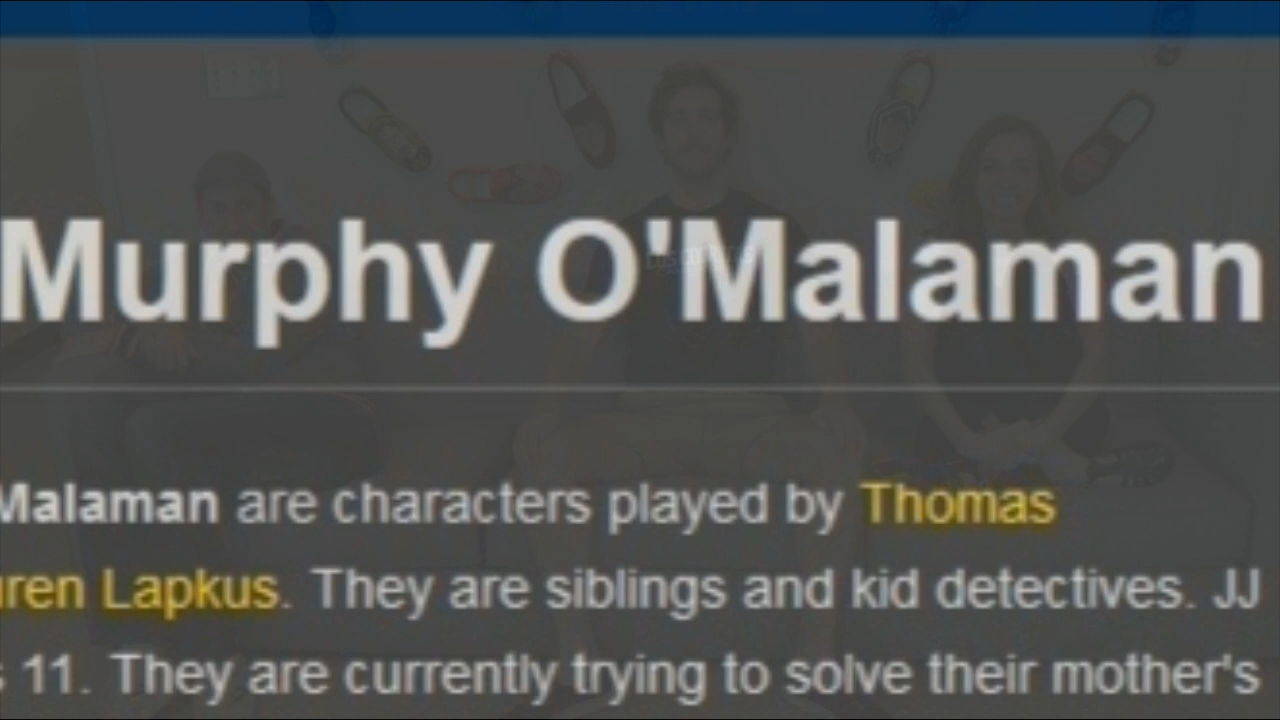 Murphy O'Malaman
Malaman are characters played by Thomas
uren Lapkus. They are siblings and kid detectives. JJ
s 11. They are currently trying to solve their mother's